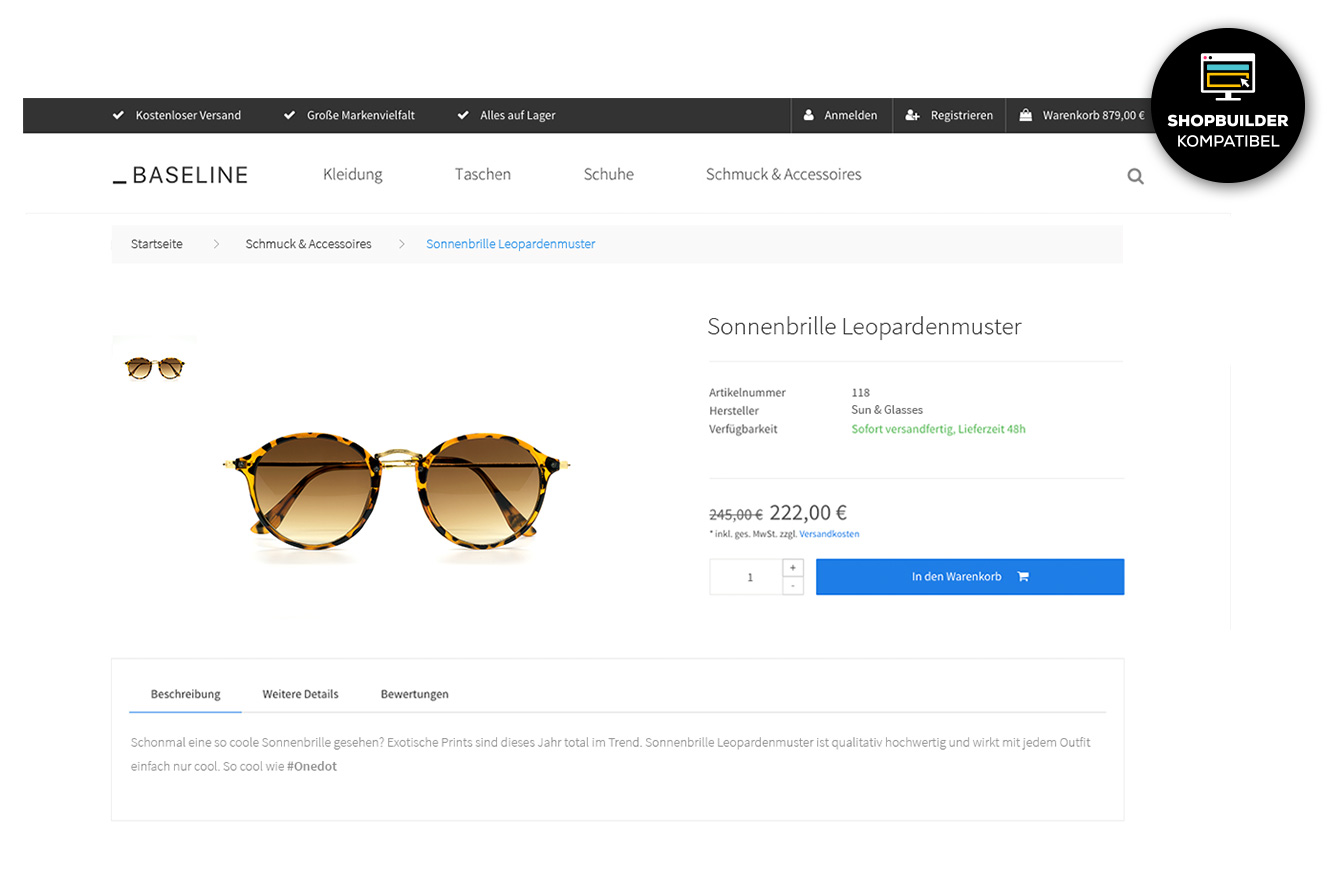 Kostenloser Versand Große Markenvielfalt Alles auf Lager Anmelden Registrieren Warenkorb 879,00 €
SHOPBUILDER
KOMPATIBEL
_ BASELINE Kleidung Taschen Schuhe Schmuck & Accessoires
Startseite > Schmuck & Accessoires > Sonnenbrille Leopardenmuster
Sonnenbrille Leopardenmuster
Artikelnummer 118
Hersteller Sun & Glasses
Verfügbarkeit Sofort versandfertig, Lieferzeit 48h
245,00 € 222,00 €
* inkl. ges. MwSt. zzgl. Versandkosten
1 + - In den Warenkorb
Beschreibung Weitere Details Bewertungen
Schonmal eine so coole Sonnenbrille gesehen? Exotische Prints sind dieses Jahr total im Trend. Sonnenbrille Leopardenmuster ist qualitativ hochwertig und wirkt mit jedem Outfit
einfach nur cool. So cool wie #Onedot